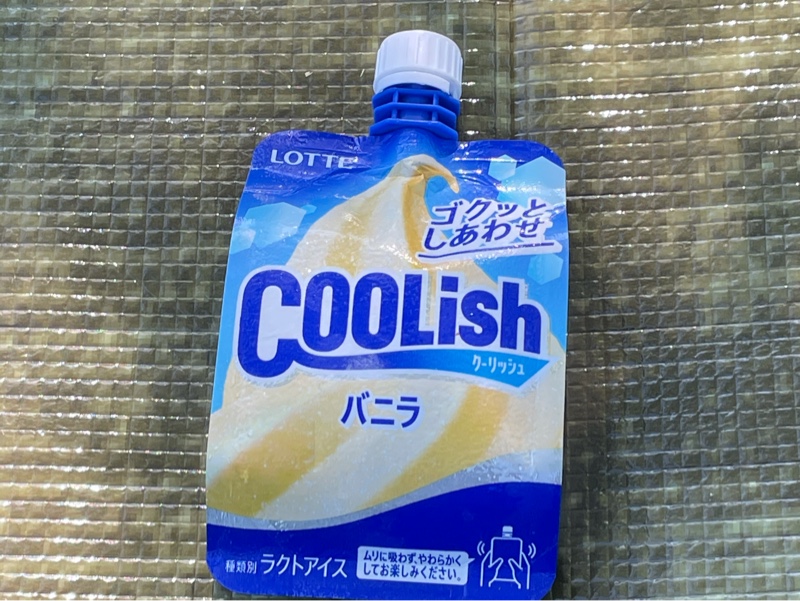 LOTTE
ゴクッと
しあわせ
COOLish
クーリッシュ
バニラ
種類別 ラクトアイス
ムリに吸わず、やわらかく
してお楽しみください。